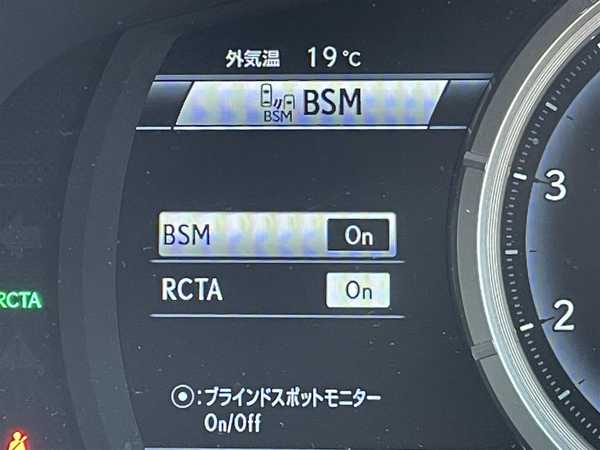 外気温 19℃
BSM BSM
BSM On
RCTA On
RCTA
3
2
⦿:ブラインドスポットモニター
On/Off